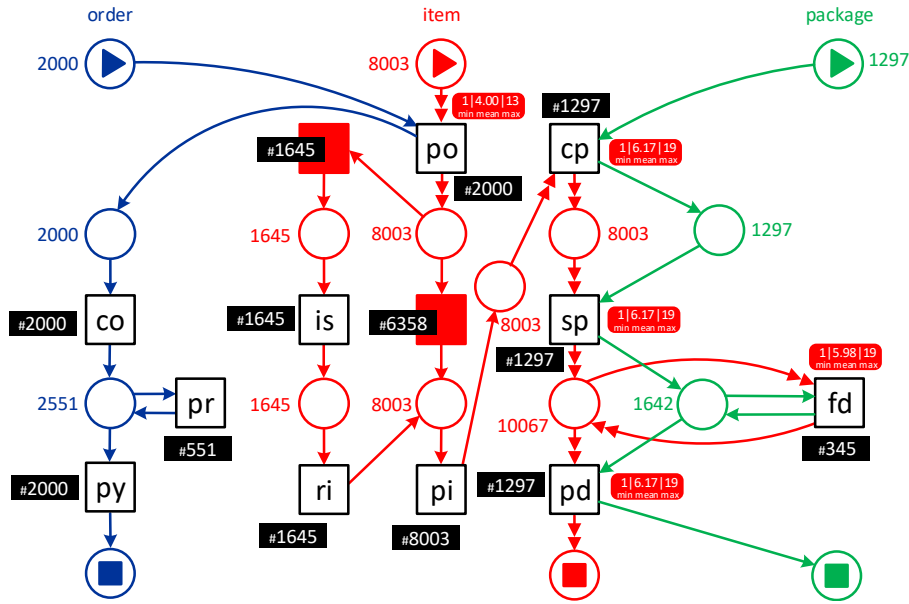 order
item
package
2000
8003
1297
1|4.00|13
min mean max
#1297
#1645
po
cp
1|6.17|19
min mean max
#2000
2000
1645
8003
8003
1297
8003
#2000
co
#1645
is
#6358
sp
1|6.17|19
min mean max
#1297
1|5.98|19
min mean max
2551
pr
1645
8003
10067
1642
fd
#551
#345
#2000
py
ri
pi
#1297
pd
1|6.17|19
min mean max
#1645
#8003